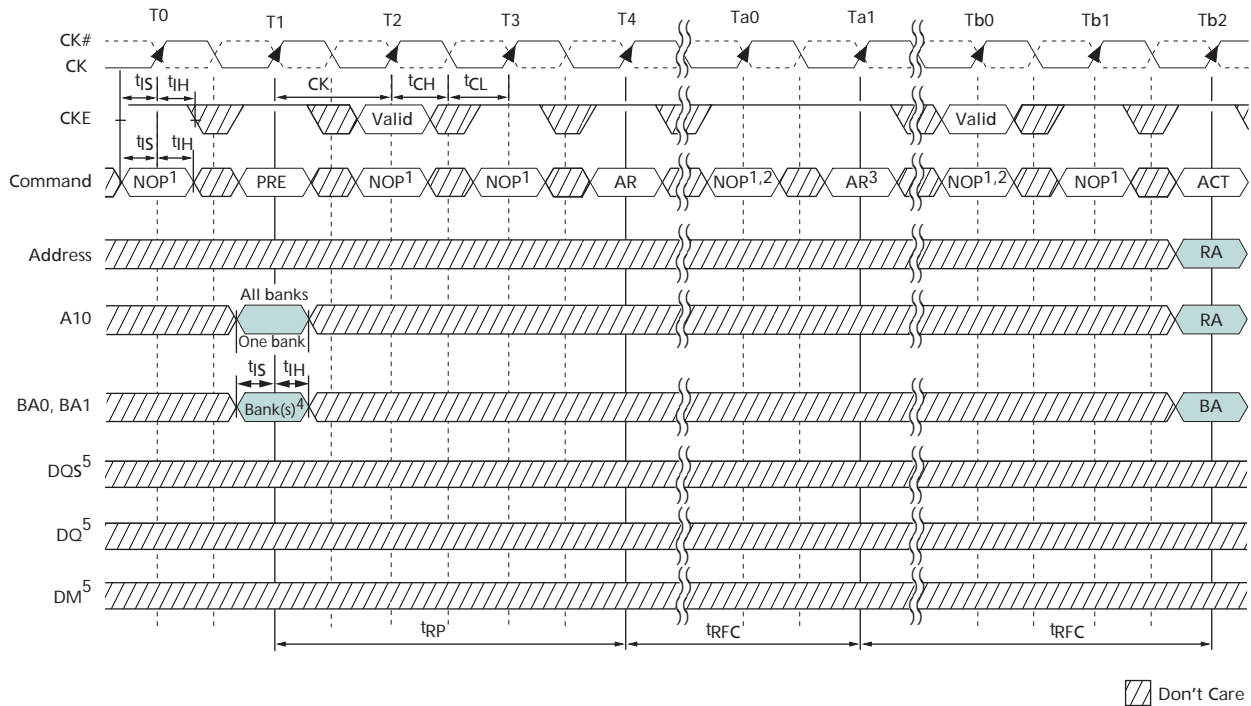 T0 T1 T2 T3 T4 Ta0 Ta1 Tb0 Tb1 Tb2
CK#
CK
tIS tIH CK tCH tCL
CKE Valid Valid
tIS tIH
Command NOP1 PRE NOP1 NOP1 AR NOP1,2 AR3 NOP1,2 NOP1 ACT
Address RA
All banks
A10 RA
One bank
tIS tIH
BA0, BA1 Bank(s)4 BA
DQS5
DQ5
DM5
tRP tRFC tRFC
Don't Care